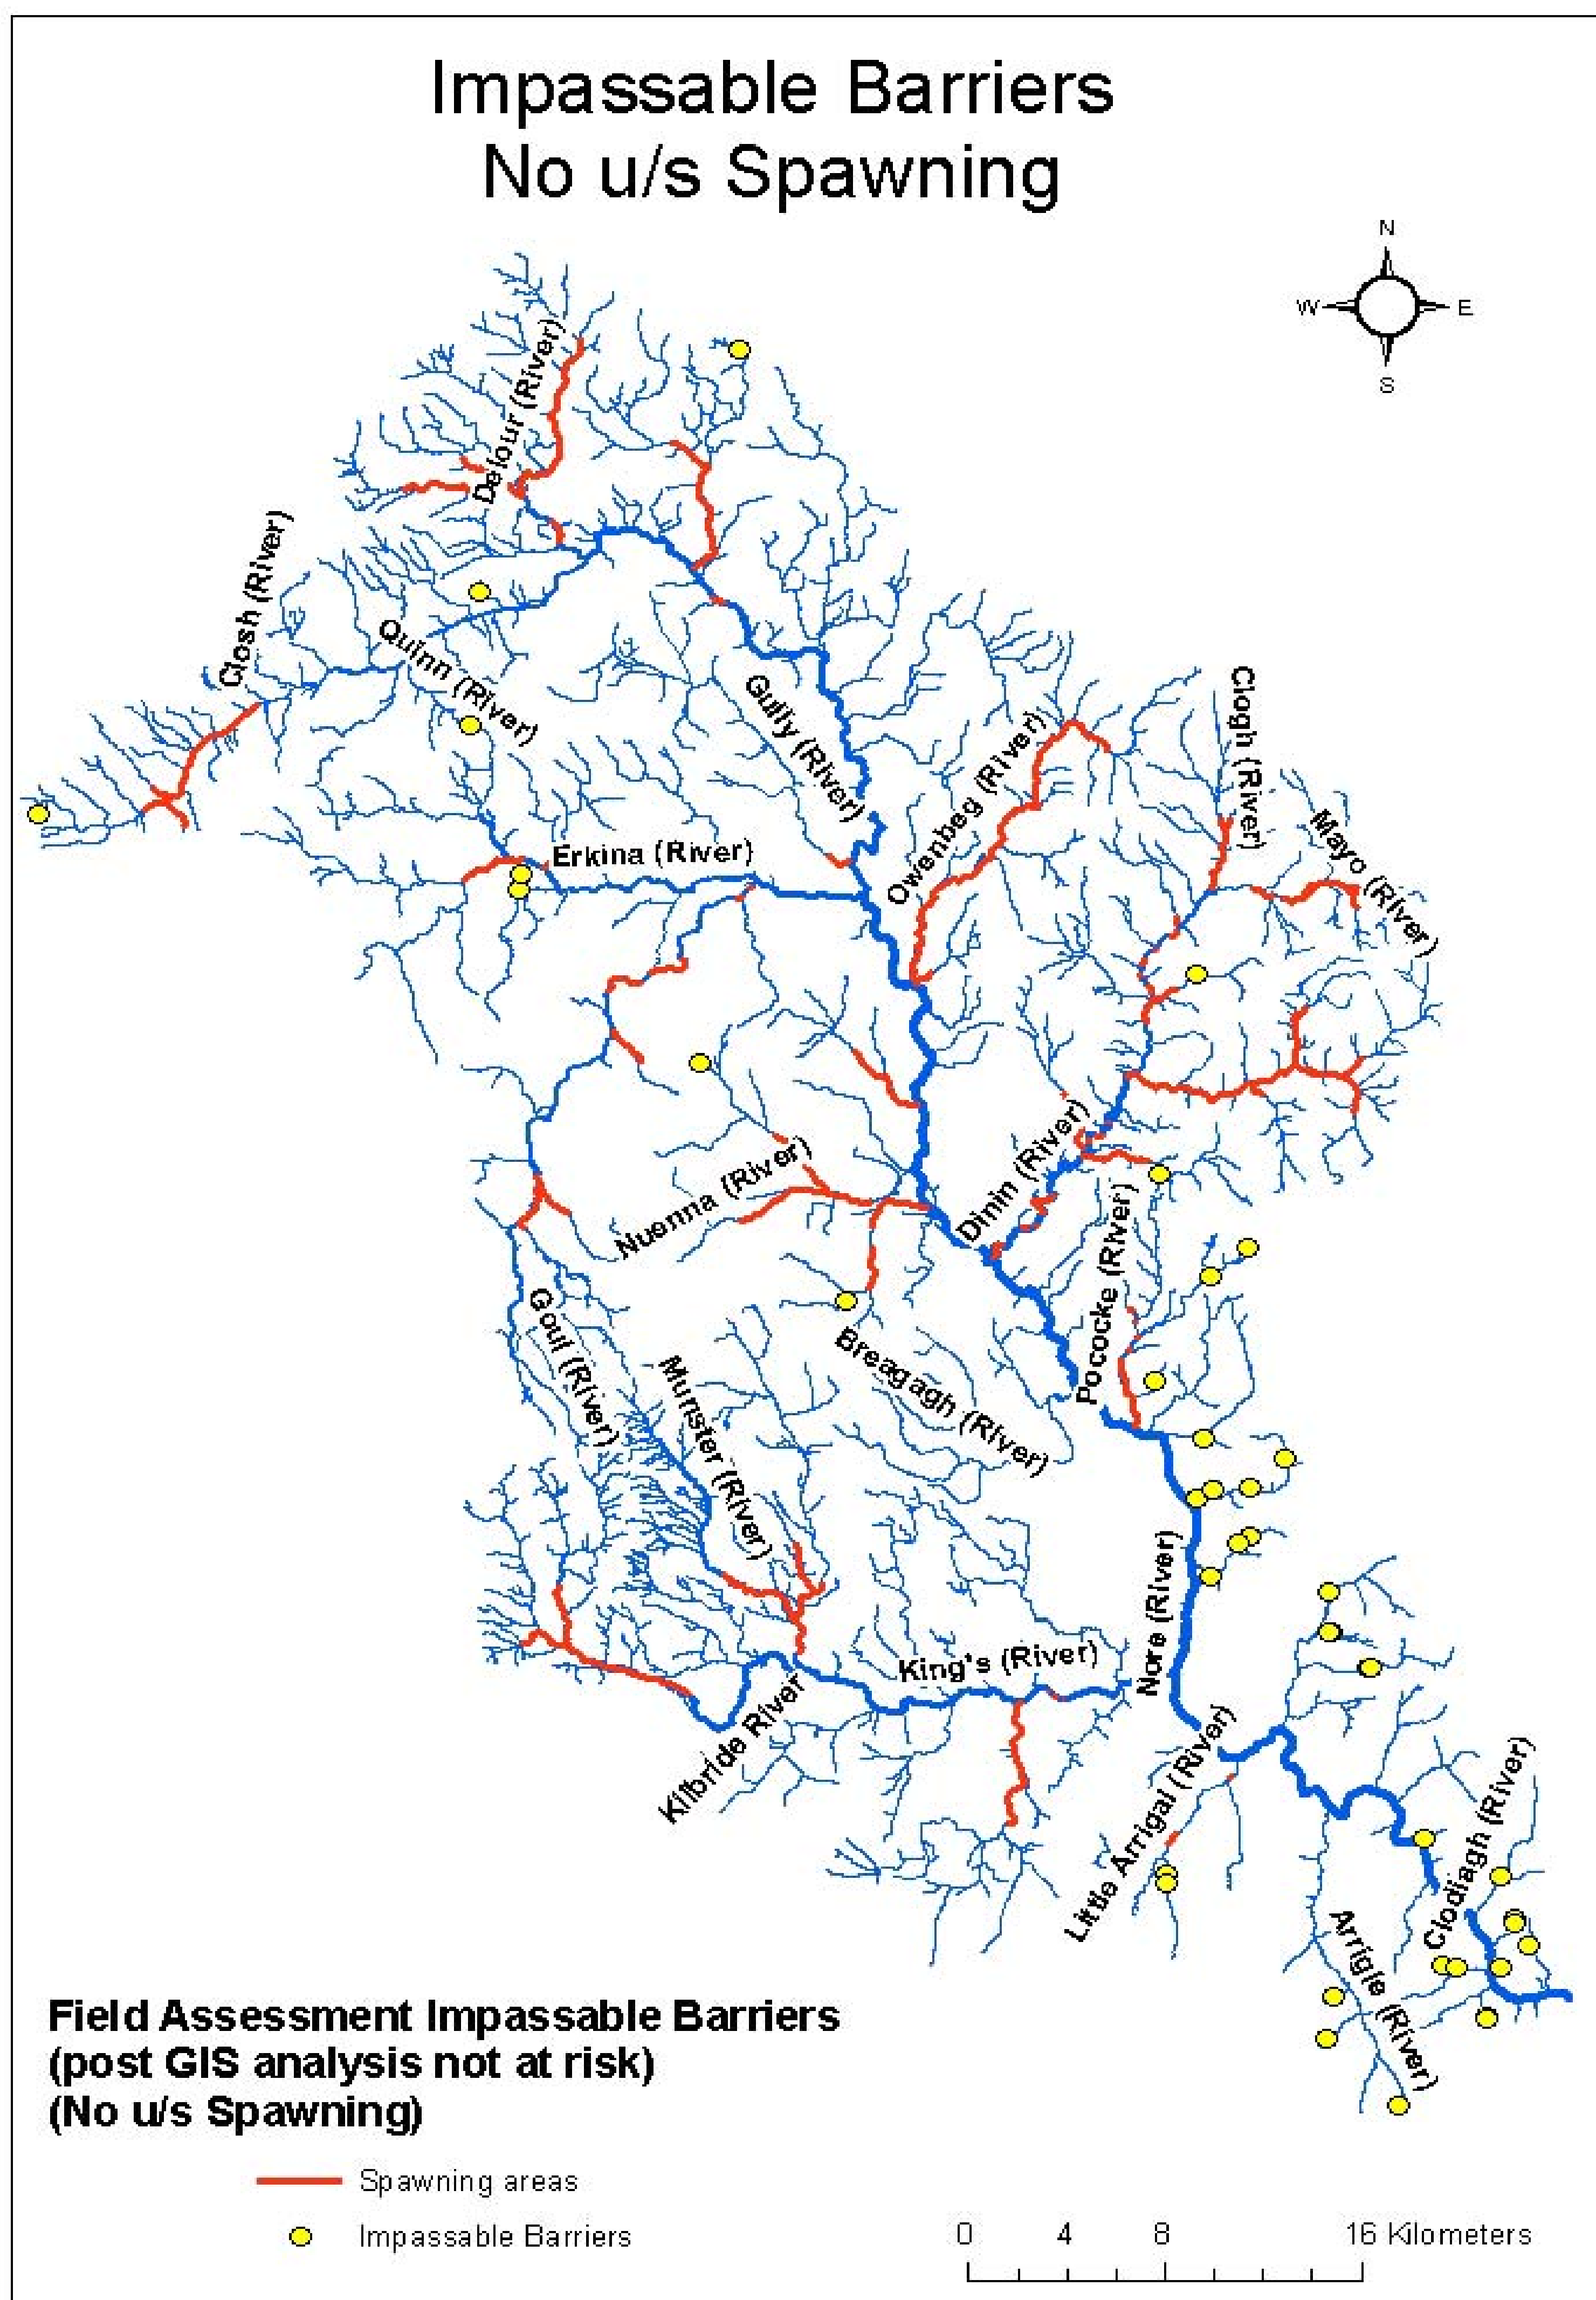 Impassable Barriers
No u/s Spawning
N
W E
S
Delour (River)
Closh (River)
Quinn (River)
Gully (River)
Clogh (River)
Owenbeg (River)
Mayo (River)
Erkina (River)
Dinin (River)
Nuenna (River)
Pococke (River)
Goul (River)
Breagagh (River)
Munster (River)
Nore (River)
King's (River)
Kilbride River
Little Arrigal (River)
Clodiagh (River)
Arrigle (River)
Field Assessment Impassable Barriers
(post GIS analysis not at risk)
(No u/s Spawning)
Spawning areas
Impassable Barriers
0 4 8 16 Kilometers